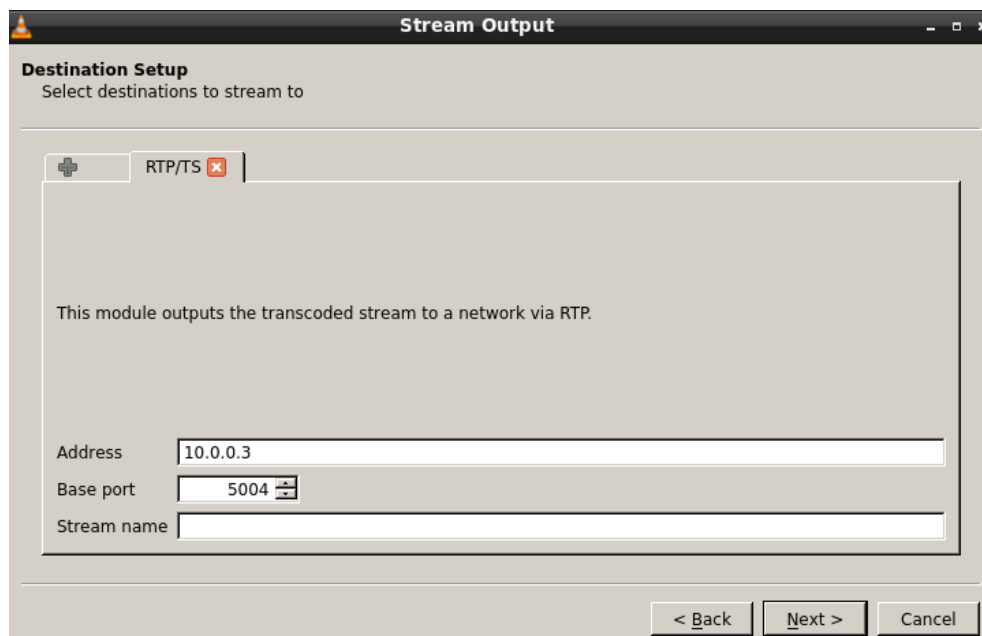 Stream Output
Destination Setup
Select destinations to stream to
RTP/TS
This module outputs the transcoded stream to a network via RTP.
Address 10.0.0.3
Base port 5004
Stream name
< Back Next > Cancel